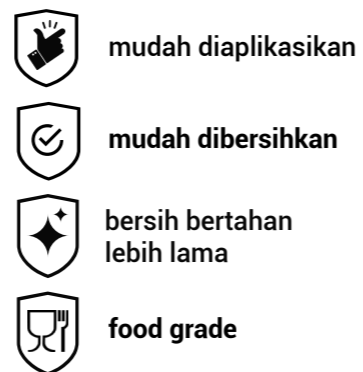 mudah diaplikasikan
mudah dibersihkan
bersih bertahan
lebih lama
food grade